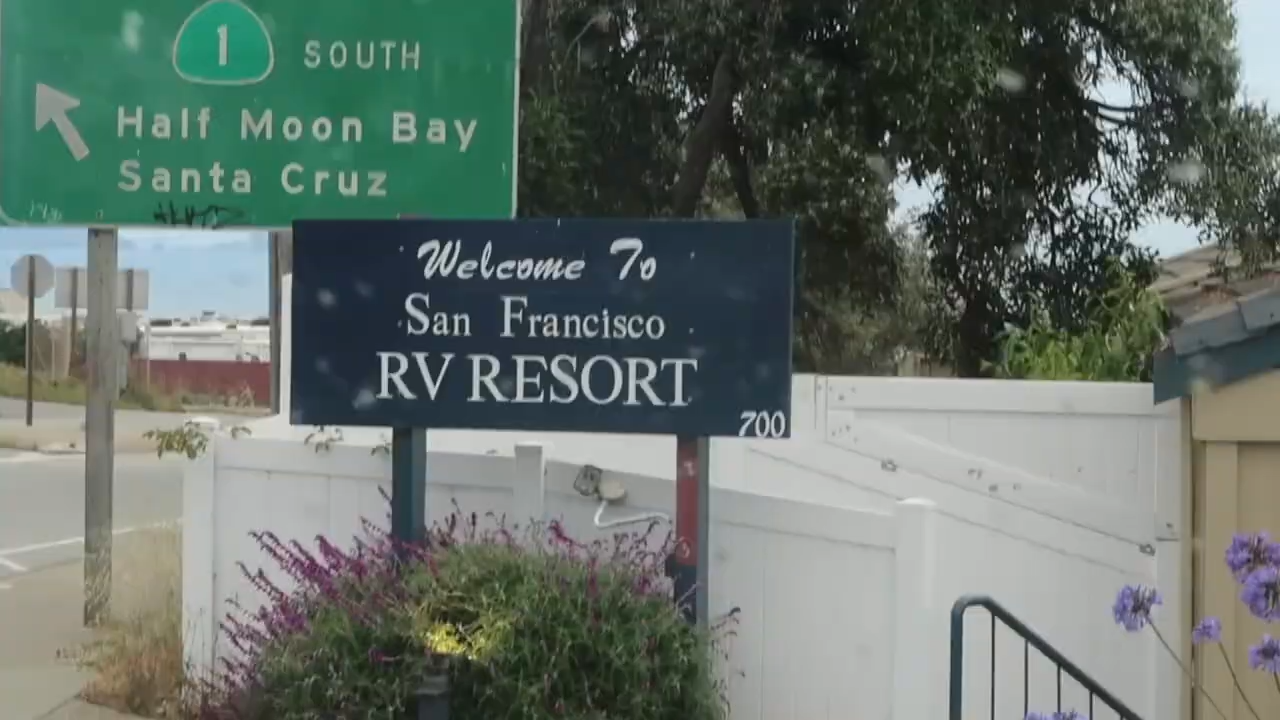 1 SOUTH
Half Moon Bay
Santa Cruz
Welcome To
San Francisco
RV RESORT
700